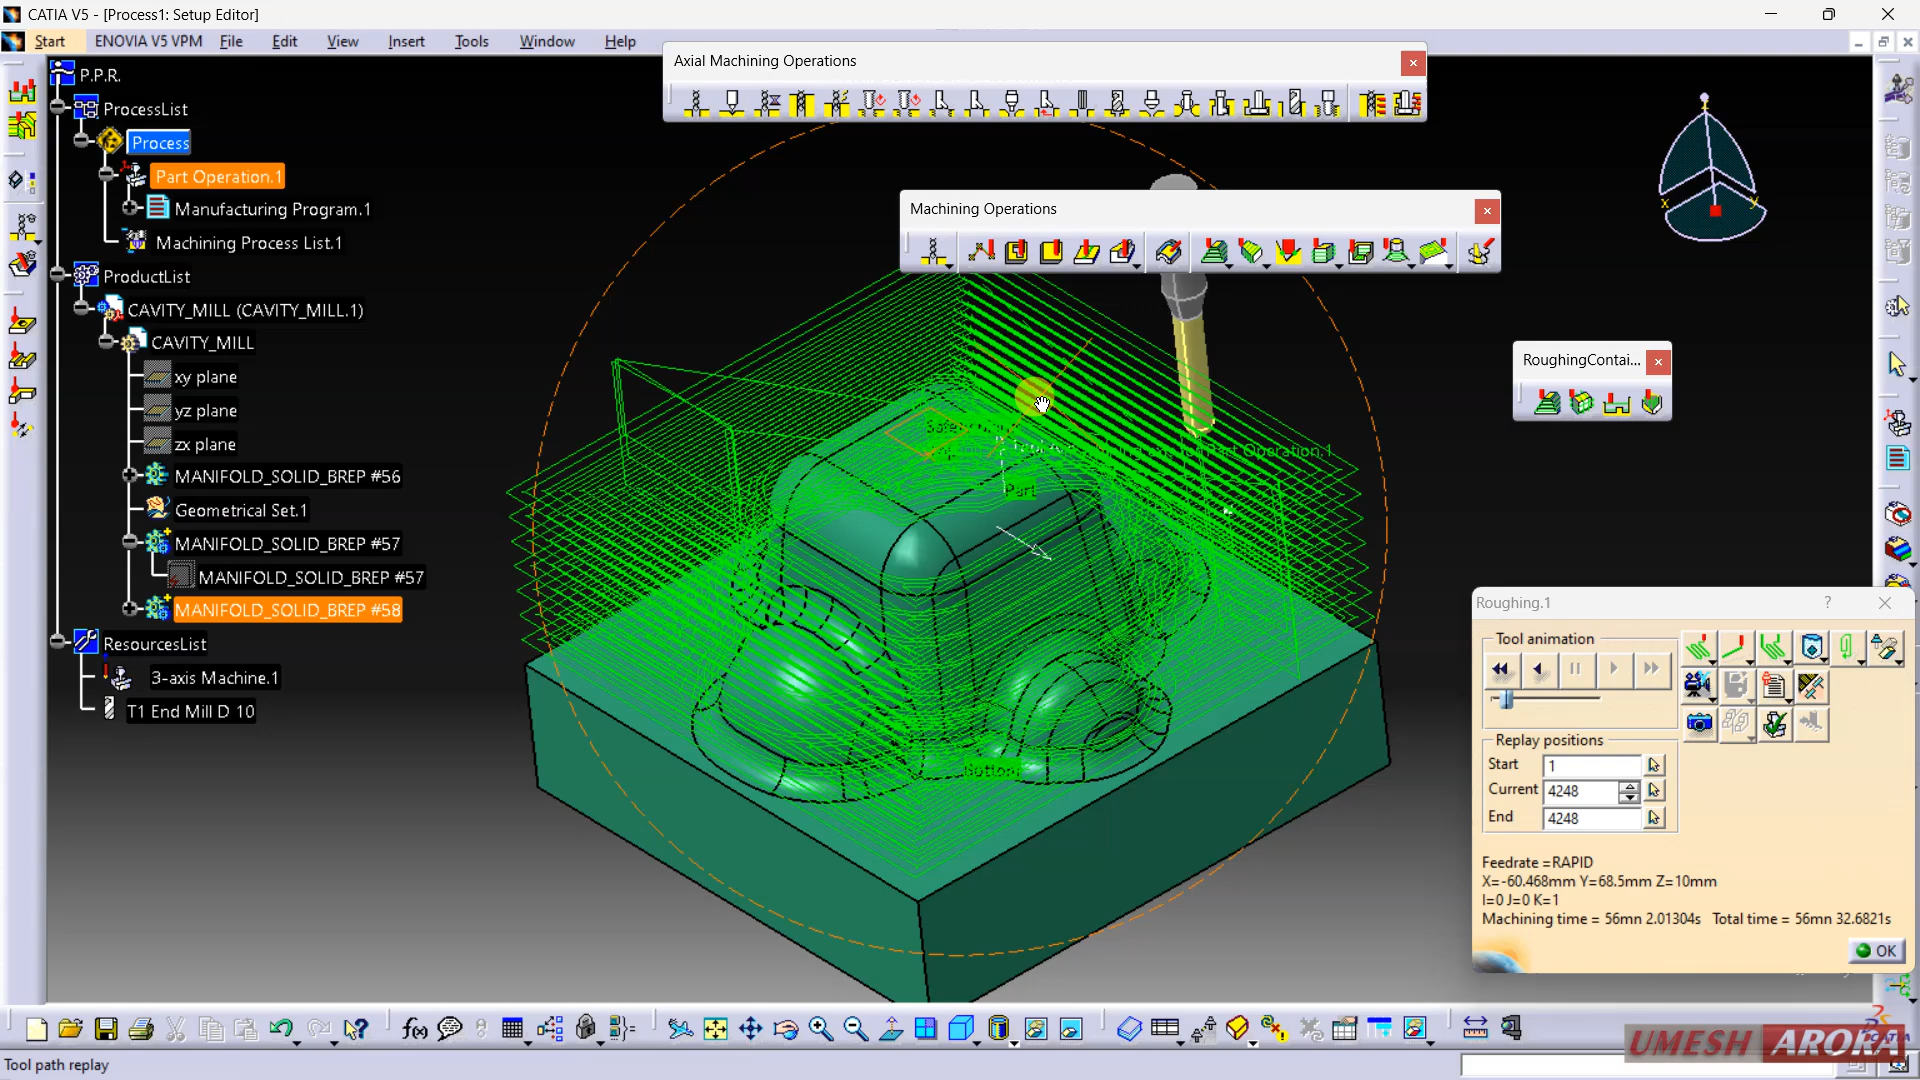 CATIA V5 - [Process1: Setup Editor]
Start ENOVIA V5 VPM File Edit View Insert Tools Window Help
Axial Machining Operations
P.P.R.
ProcessList
Process
Part Operation.1
Manufacturing Program.1
Machining Process List.1
ProductList
CAVITY_MILL (CAVITY_MILL.1)
CAVITY_MILL
xy plane
yz plane
zx plane
MANIFOLD_SOLID_BREP #56
Geometrical Set.1
MANIFOLD_SOLID_BREP #57
MANIFOLD_SOLID_BREP #57
MANIFOLD_SOLID_BREP #58
ResourcesList
3-axis Machine.1
T1 End Mill D 10
Machining Operations
x y
RoughingContai...
Part Operation.1
Part
Bottom
Roughing.1
Tool animation
Replay positions
Start 1
Current 4248
End 4248
Feedrate =RAPID
X=-60.468mm Y=68.5mm Z=10mm
I=0 J=0 K=1
Machining time = 56mn 2.01304s Total time = 56mn 32.6821s
OK
f(x)
Tool path replay
UMESH ARORA